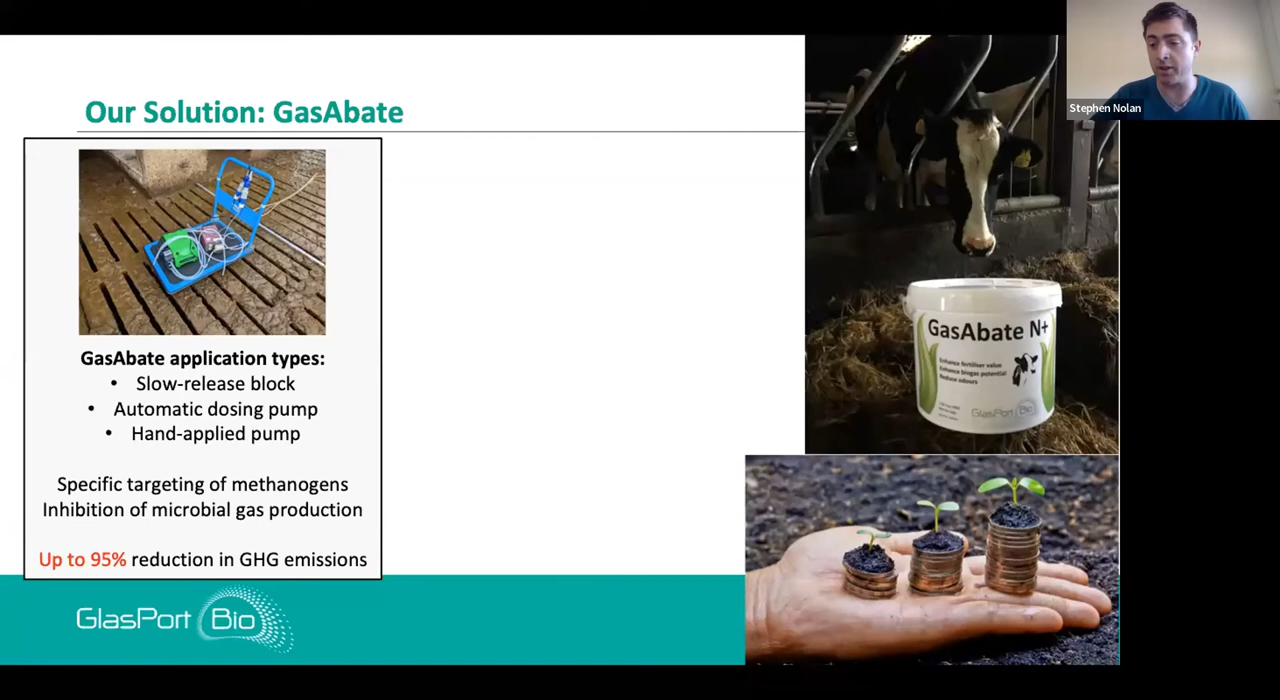 Our Solution: GasAbate
GasAbate application types:
• Slow-release block
• Automatic dosing pump
• Hand-applied pump
Specific targeting of methanogens
Inhibition of microbial gas production
Up to 95% reduction in GHG emissions
GlasPort Bio
GasAbate N+
Enhance fertiliser value
Enhance biogas potential
Reduce odours
GlasPort Bio
Stephen Nolan